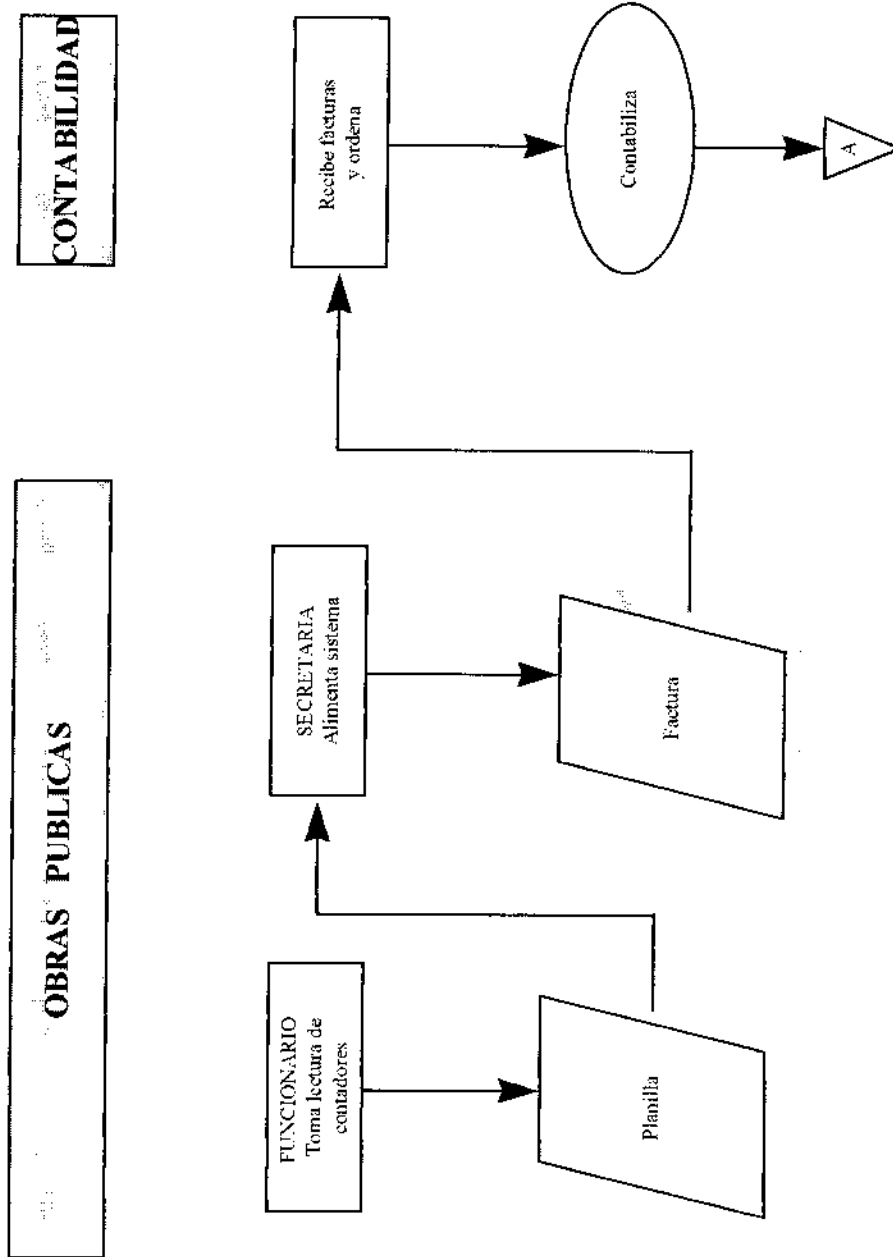 OBRAS PUBLICAS
CONTABILIDAD
FUNCIONARIO
Toma lectura de
contadores
SECRETARIA
Alimenta sistema
Recibe facturas
y ordena
Planilla
Factura
Contabiliza
A